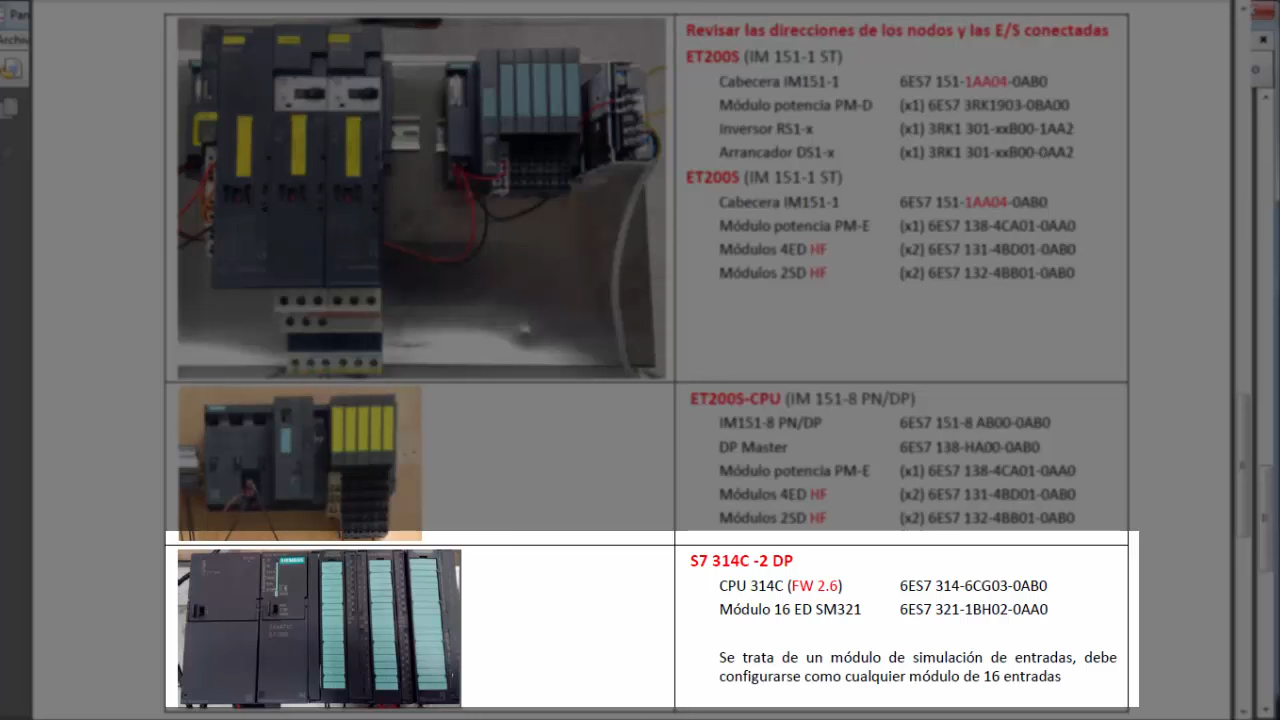 Par
Archiv
Revisar las direcciones de los nodos y las E/S conectadas
ET200S (IM 151-1 ST)
Cabecera IM151-1 6ES7 151-1AA04-0AB0
Módulo potencia PM-D (x1) 6ES7 3RK1903-0BA00
Inversor RS1-x (x1) 3RK1 301-xxB00-1AA2
Arrancador DS1-x (x1) 3RK1 301-xxB00-0AA2
ET200S (IM 151-1 ST)
Cabecera IM151-1 6ES7 151-1AA04-0AB0
Módulo potencia PM-E (x1) 6ES7 138-4CA01-0AA0
Módulos 4ED HF (x2) 6ES7 131-4BD01-0AB0
Módulos 2SD HF (x2) 6ES7 132-4BB01-0AB0
ET200S-CPU (IM 151-8 PN/DP)
IM151-8 PN/DP 6ES7 151-8 AB00-0AB0
DP Master 6ES7 138-HA00-0AB0
Módulo potencia PM-E (x1) 6ES7 138-4CA01-0AA0
Módulos 4ED HF (x2) 6ES7 131-4BD01-0AB0
Módulos 2SD HF (x2) 6ES7 132-4BB01-0AB0
SIEMENS
S7 314C -2 DP
CPU 314C (FW 2.6) 6ES7 314-6CG03-0AB0
Módulo 16 ED SM321 6ES7 321-1BH02-0AA0
Se trata de un módulo de simulación de entradas, debe
configurarse como cualquier módulo de 16 entradas